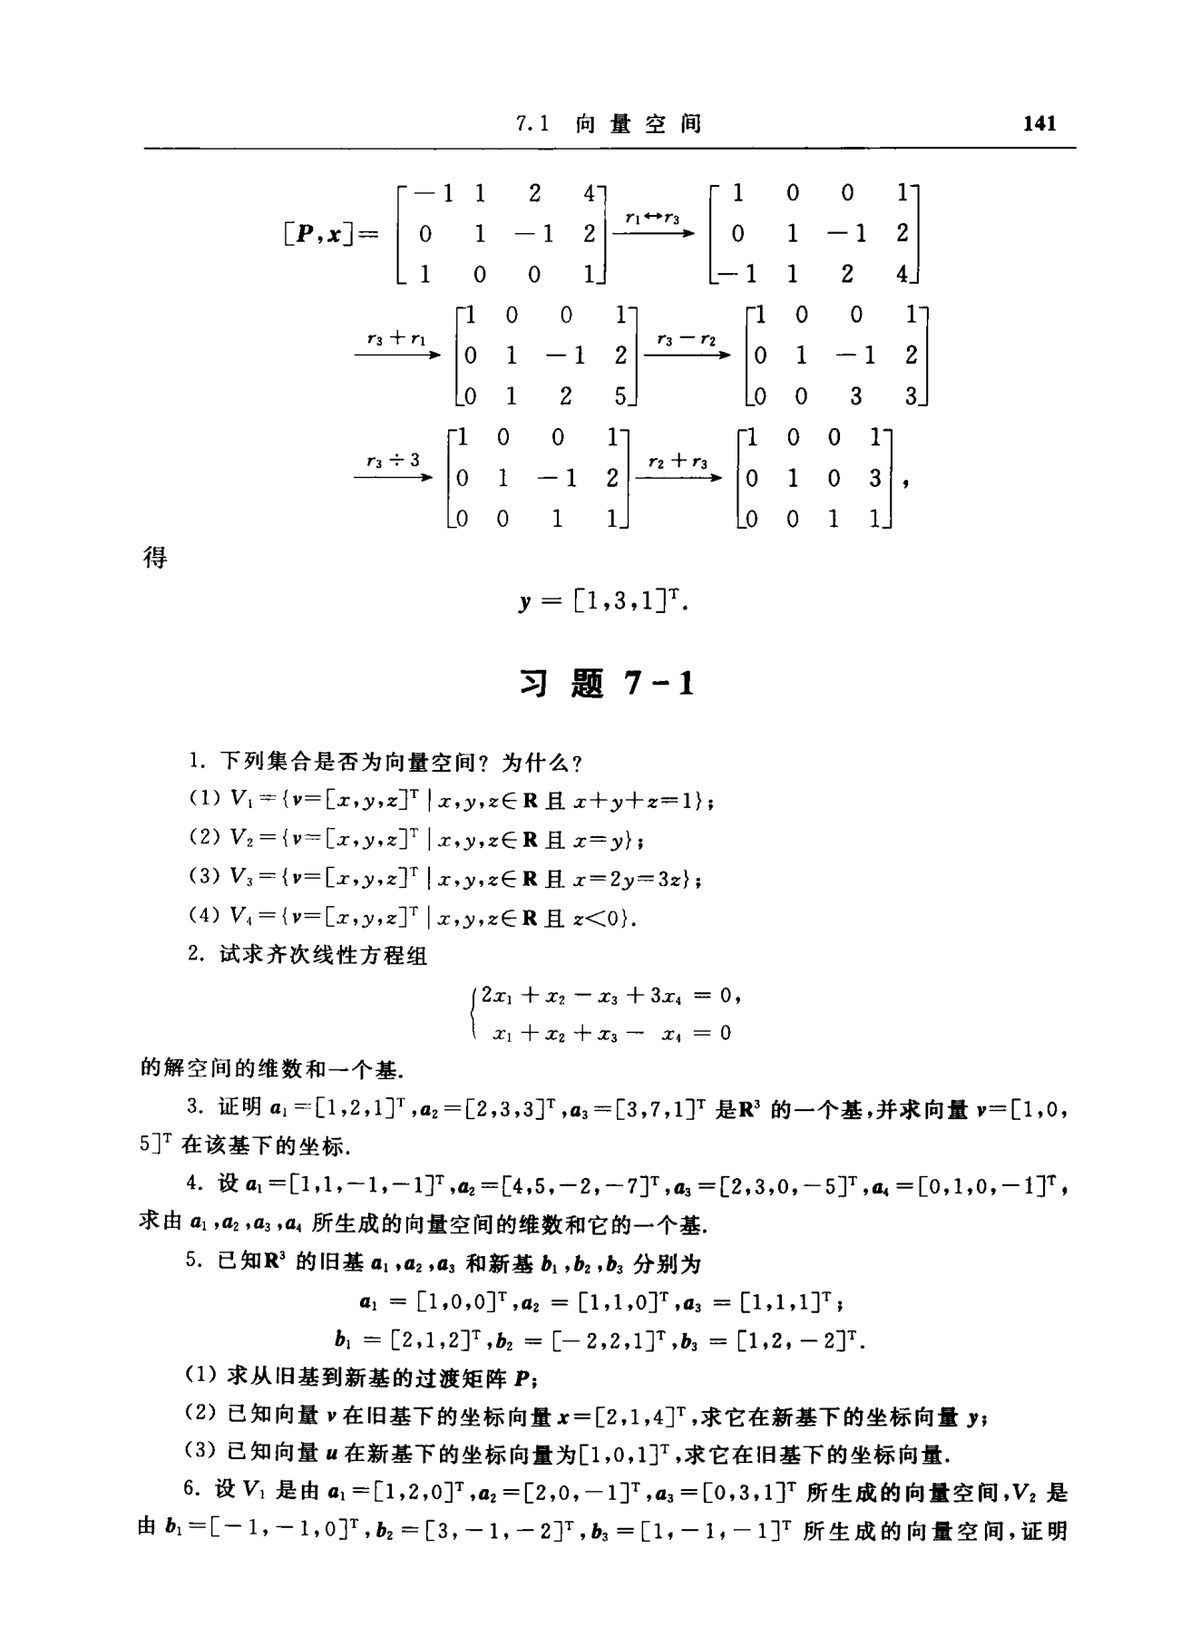 7.1 向量空间 141
[P,x]= [−1 1 2 4; 0 1 −1 2; 1 0 0 1] r₁↔r₃ → [1 0 0 1; 0 1 −1 2; −1 1 2 4]
r₃+r₁ → [1 0 0 1; 0 1 −1 2; 0 1 2 5] r₃−r₂ → [1 0 0 1; 0 1 −1 2; 0 0 3 3]
r₃÷3 → [1 0 0 1; 0 1 −1 2; 0 0 1 1] r₂+r₃ → [1 0 0 1; 0 1 0 3; 0 0 1 1],
得
y = [1,3,1]ᵀ.
习题 7-1
1. 下列集合是否为向量空间? 为什么?
(1) V₁={v=[x,y,z]ᵀ|x,y,z∈R 且 x+y+z=1};
(2) V₂={v=[x,y,z]ᵀ|x,y,z∈R 且 x=y};
(3) V₃={v=[x,y,z]ᵀ|x,y,z∈R 且 x=2y=3z};
(4) V₄={v=[x,y,z]ᵀ|x,y,z∈R 且 z<0}.
2. 试求齐次线性方程组
{2x₁+x₂−x₃+3x₄=0,
x₁+x₂+x₃− x₄=0
的解空间的维数和一个基.
3. 证明 a₁=[1,2,1]ᵀ,a₂=[2,3,3]ᵀ,a₃=[3,7,1]ᵀ 是R³ 的一个基,并求向量 v=[1,0,
5]ᵀ 在该基下的坐标.
4. 设 a₁=[1,1,−1,−1]ᵀ,a₂=[4,5,−2,−7]ᵀ,a₃=[2,3,0,−5]ᵀ,a₄=[0,1,0,−1]ᵀ,
求由 a₁,a₂,a₃,a₄ 所生成的向量空间的维数和它的一个基.
5. 已知R³ 的旧基 a₁,a₂,a₃ 和新基 b₁,b₂,b₃ 分别为
a₁ = [1,0,0]ᵀ,a₂ = [1,1,0]ᵀ,a₃ = [1,1,1]ᵀ;
b₁ = [2,1,2]ᵀ,b₂ = [−2,2,1]ᵀ,b₃ = [1,2,−2]ᵀ.
(1) 求从旧基到新基的过渡矩阵 P;
(2) 已知向量 v 在旧基下的坐标向量 x=[2,1,4]ᵀ,求它在新基下的坐标向量 y;
(3) 已知向量 u 在新基下的坐标向量为[1,0,1]ᵀ,求它在旧基下的坐标向量.
6. 设 V₁ 是由 a₁=[1,2,0]ᵀ,a₂=[2,0,−1]ᵀ,a₃=[0,3,1]ᵀ 所生成的向量空间,V₂ 是
由 b₁=[−1,−1,0]ᵀ,b₂=[3,−1,−2]ᵀ,b₃=[1,−1,−1]ᵀ 所生成的向量空间,证明